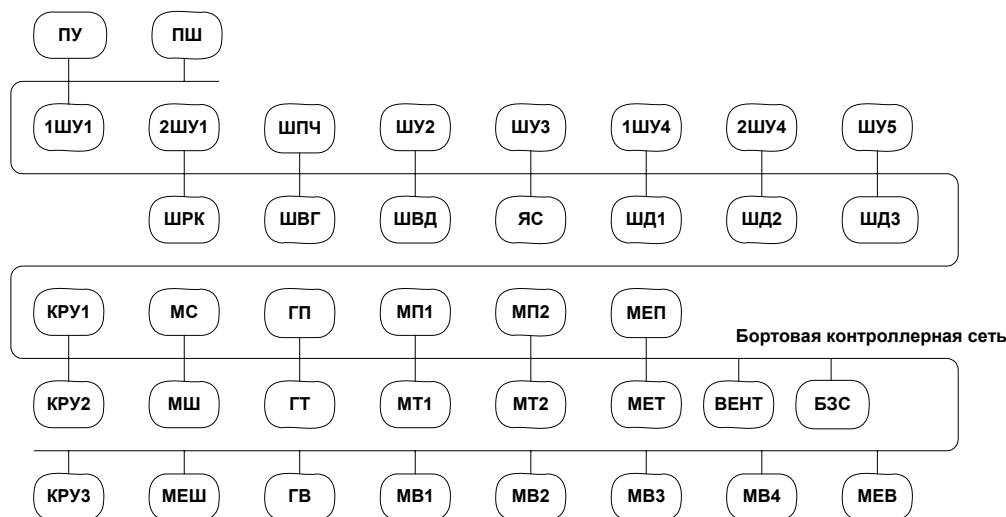 ПУ ПШ
1ШУ1 2ШУ1 ШПЧ ШУ2 ШУ3 1ШУ4 2ШУ4 ШУ5
ШРК ШВГ ШВД ЯС ШД1 ШД2 ШД3
КРУ1 МС ГП МП1 МП2 МЕП
Бортовая контроллерная сеть
КРУ2 МШ ГТ МТ1 МТ2 МЕТ ВЕНТ БЗС
КРУ3 МЕШ ГВ МВ1 МВ2 МВ3 МВ4 МЕВ